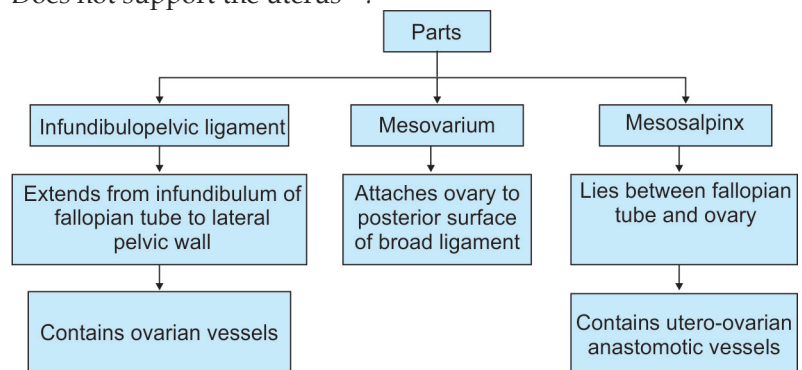 Does not support the uterus
Parts
Infundibulopelvic ligament
Mesovarium
Mesosalpinx
Extends from infundibulum of
fallopian tube to lateral
pelvic wall
Attaches ovary to
posterior surface
of broad ligament
Lies between fallopian
tube and ovary
Contains ovarian vessels
Contains utero-ovarian
anastomotic vessels